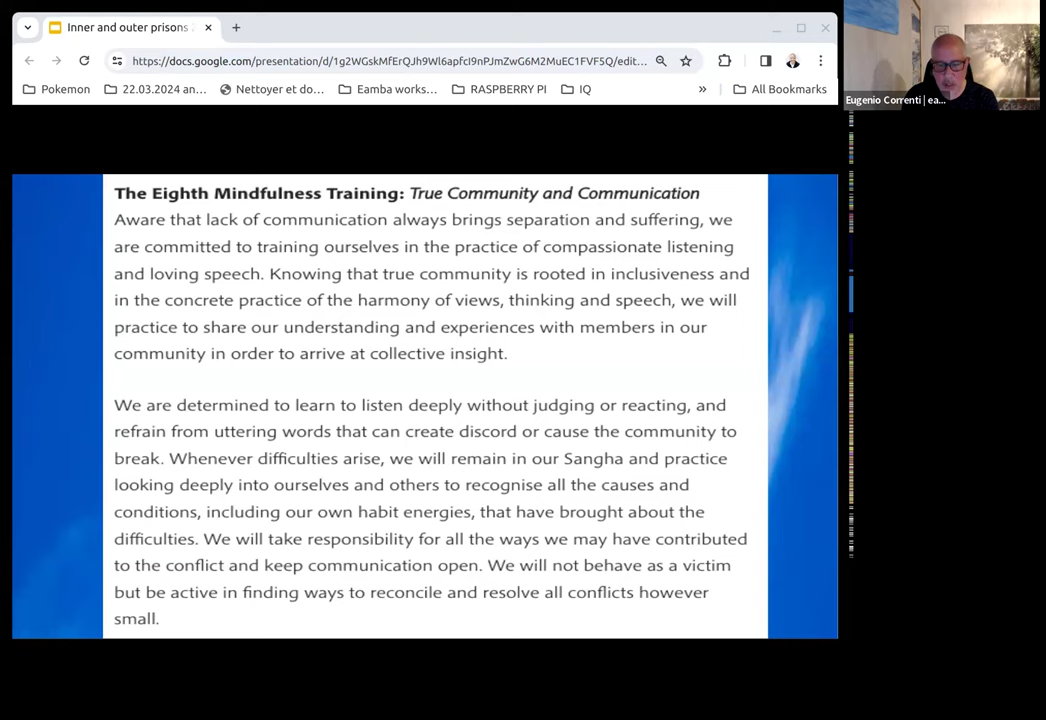 Inner and outer prisons
https://docs.google.com/presentation/d/1g2WGskMfErQJh9Wl6apfcI9nPJmZwG6M2MuEC1FVF5Q/edit...
Pokemon
22.03.2024 an...
Nettoyer et do...
Eamba works...
RASPBERRY PI
IQ
»
All Bookmarks
Eugenio Correnti | ea...
The Eighth Mindfulness Training: True Community and Communication
Aware that lack of communication always brings separation and suffering, we
are committed to training ourselves in the practice of compassionate listening
and loving speech. Knowing that true community is rooted in inclusiveness and
in the concrete practice of the harmony of views, thinking and speech, we will
practice to share our understanding and experiences with members in our
community in order to arrive at collective insight.
We are determined to learn to listen deeply without judging or reacting, and
refrain from uttering words that can create discord or cause the community to
break. Whenever difficulties arise, we will remain in our Sangha and practice
looking deeply into ourselves and others to recognise all the causes and
conditions, including our own habit energies, that have brought about the
difficulties. We will take responsibility for all the ways we may have contributed
to the conflict and keep communication open. We will not behave as a victim
but be active in finding ways to reconcile and resolve all conflicts however
small.